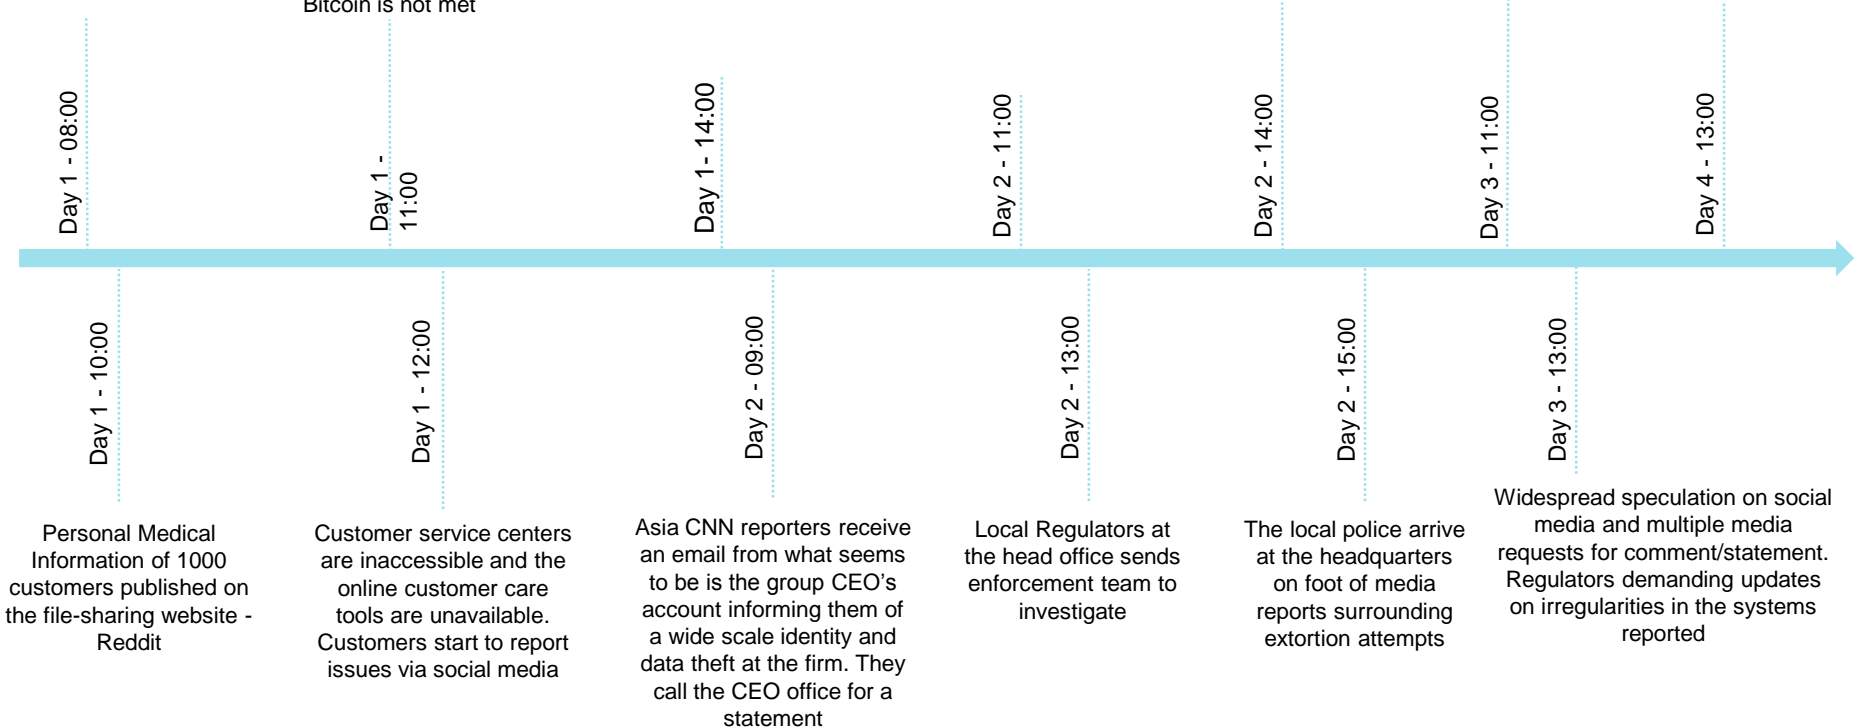 Bitcoin is not met
Day 1 - 08:00
Day 1 -
11:00
Day 1- 14:00
Day 2 - 11:00
Day 2 - 14:00
Day 3 - 11:00
Day 4 - 13:00
Day 1 - 10:00
Day 1 - 12:00
Day 2 - 09:00
Day 2 - 13:00
Day 2 - 15:00
Day 3 - 13:00
Personal Medical
Information of 1000
customers published on
the file-sharing website -
Reddit
Customer service centers
are inaccessible and the
online customer care
tools are unavailable.
Customers start to report
issues via social media
Asia CNN reporters receive
an email from what seems
to be is the group CEO’s
account informing them of
a wide scale identity and
data theft at the firm. They
call the CEO office for a
statement
Local Regulators at
the head office sends
enforcement team to
investigate
The local police arrive
at the headquarters
on foot of media
reports surrounding
extortion attempts
Widespread speculation on social
media and multiple media
requests for comment/statement.
Regulators demanding updates
on irregularities in the systems
reported